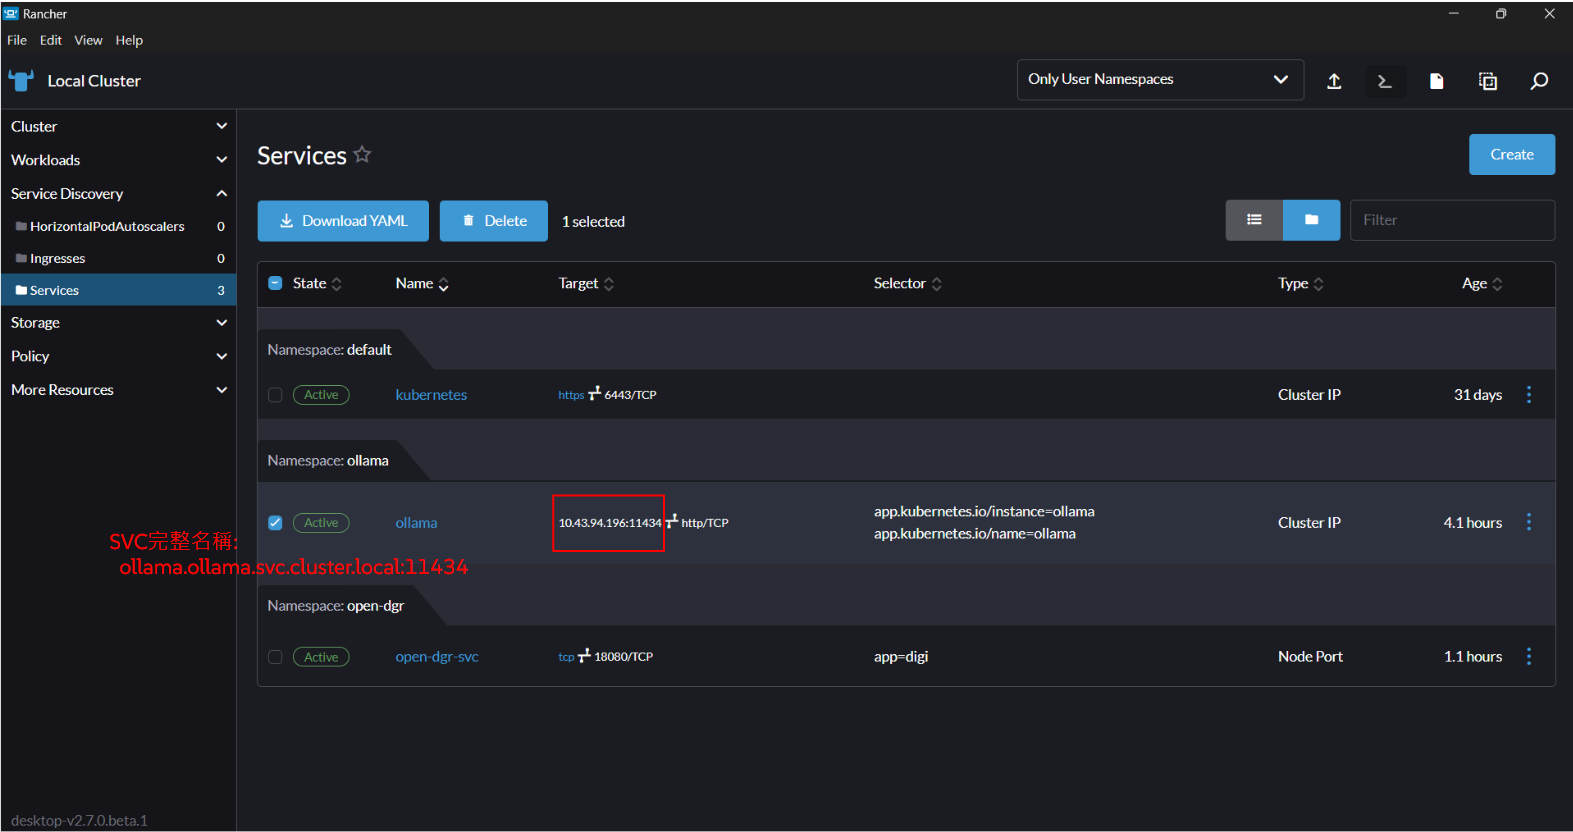 Rancher
File Edit View Help
Local Cluster
Only User Namespaces
Cluster
Workloads
Service Discovery
HorizontalPodAutoscalers 0
Ingresses 0
Services 3
Storage
Policy
More Resources
Services
Create
Download YAML
Delete
1 selected
Filter
State Name Target Selector Type Age
Namespace: default
Active kubernetes https 6443/TCP Cluster IP 31 days
Namespace: ollama
Active ollama 10.43.94.196:11434 http/TCP app.kubernetes.io/instance=ollama Cluster IP 4.1 hours
app.kubernetes.io/name=ollama
SVC完整名稱:
ollama.ollama.svc.cluster.local:11434
Namespace: open-dgr
Active open-dgr-svc tcp 18080/TCP app=digi Node Port 1.1 hours
desktop-v2.7.0.beta.1